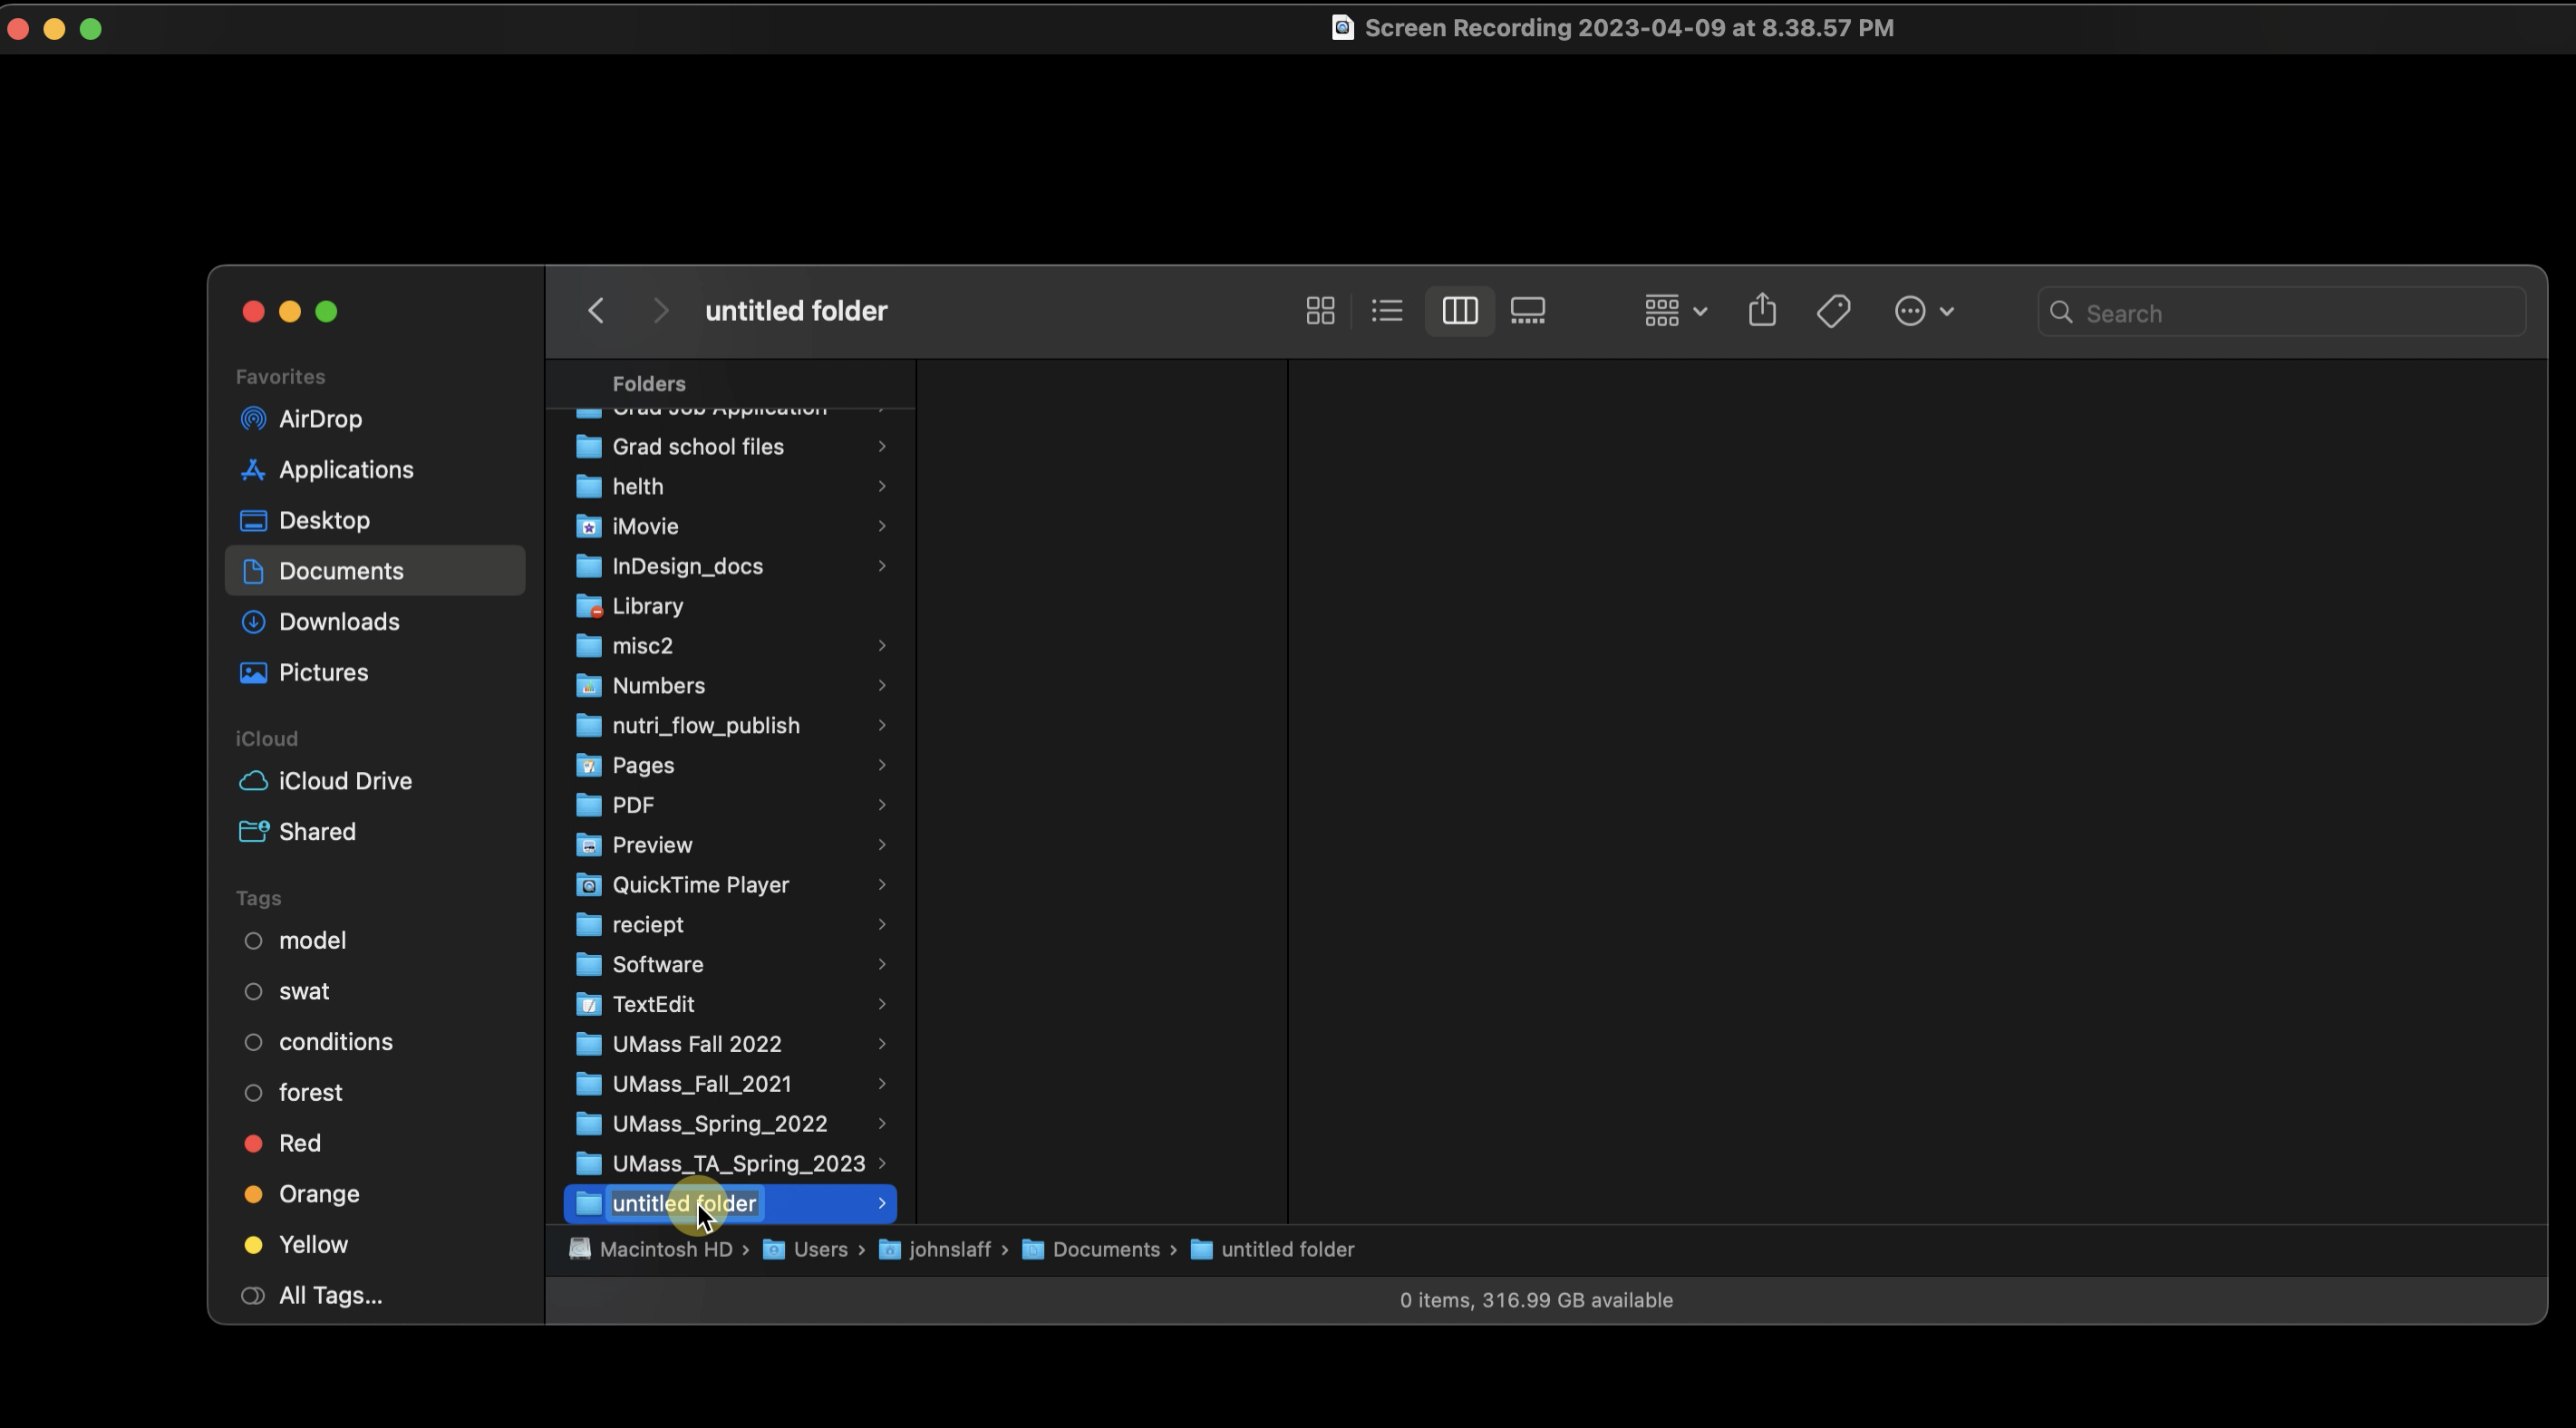 Screen Recording 2023-04-09 at 8.38.57 PM
untitled folder
Search
Favorites
AirDrop
Applications
Desktop
Documents
Downloads
Pictures
iCloud
iCloud Drive
Shared
Tags
model
swat
conditions
forest
Red
Orange
Yellow
All Tags...
Folders
Grad Job Application
Grad school files
helth
iMovie
InDesign_docs
Library
misc2
Numbers
nutri_flow_publish
Pages
PDF
Preview
QuickTime Player
reciept
Software
TextEdit
UMass Fall 2022
UMass_Fall_2021
UMass_Spring_2022
UMass_TA_Spring_2023
untitled folder
Macintosh HD › Users › johnslaff › Documents › untitled folder
0 items, 316.99 GB available